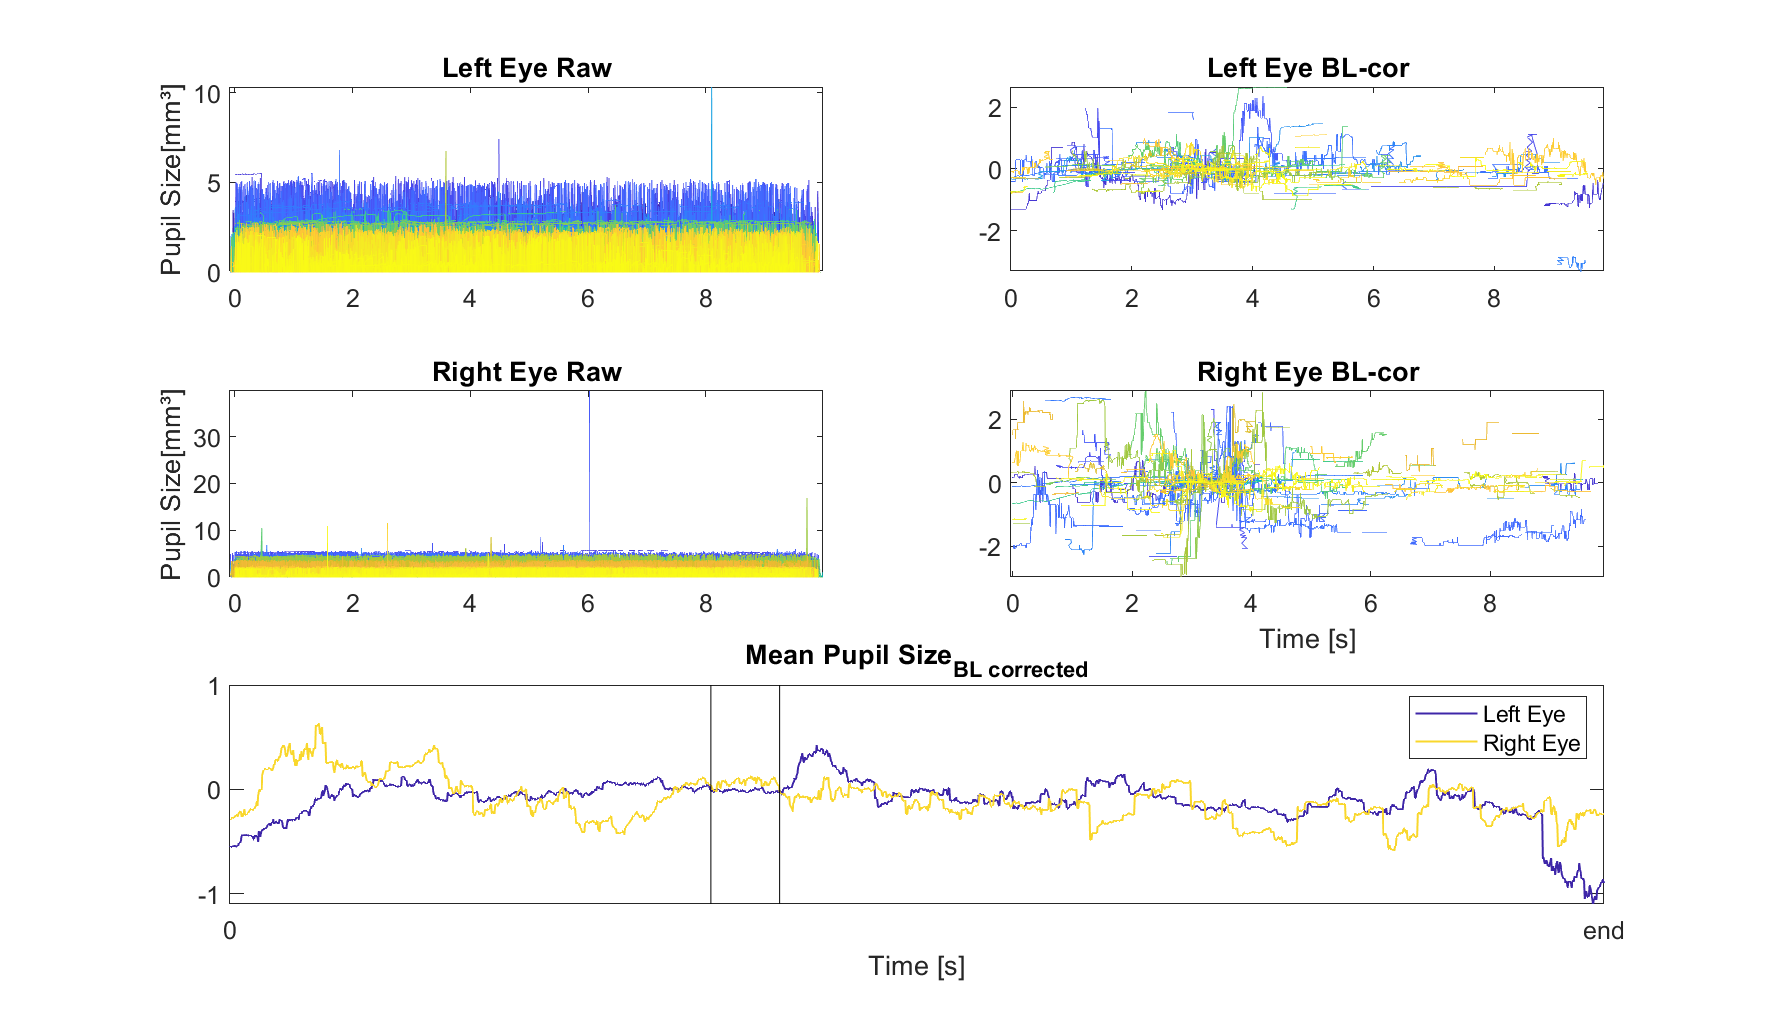 Left Eye Raw
Left Eye BL-cor
Pupil Size[mm³]
10
5
0
0 2 4 6 8
2
0
-2
0 2 4 6 8
Right Eye Raw
Right Eye BL-cor
Pupil Size[mm³]
30
20
10
0
0 2 4 6 8
2
0
-2
0 2 4 6 8
Time [s]
Mean Pupil Size BL corrected
1
0
-1
Left Eye
Right Eye
0 end
Time [s]